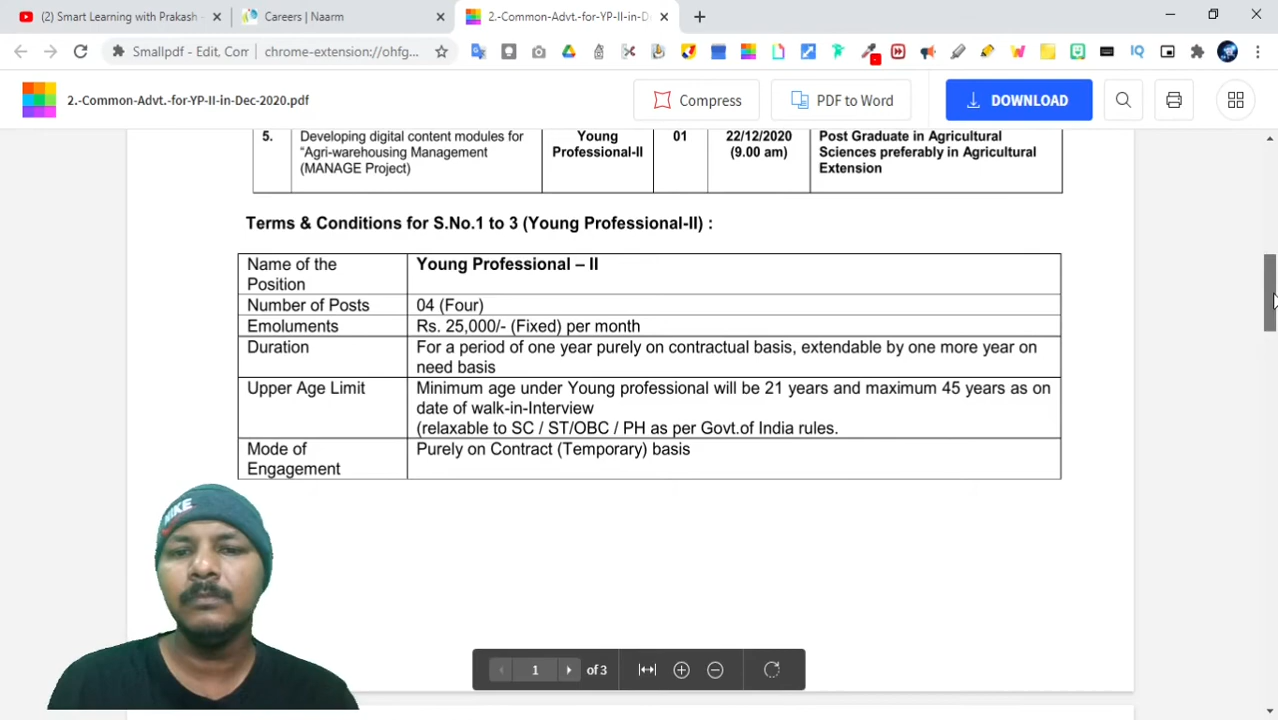 (2) Smart Learning with Prakash -
Careers | Naarm
2.-Common-Advt.-for-YP-II-in-D
Smallpdf - Edit, Com
chrome-extension://ohfg
2.-Common-Advt.-for-YP-II-in-Dec-2020.pdf
Compress
PDF to Word
DOWNLOAD
5.
Developing digital content modules for
“Agri-warehousing Management
(MANAGE Project)
Young
Professional-II
01
22/12/2020
(9.00 am)
Post Graduate in Agricultural
Sciences preferably in Agricultural
Extension
Terms & Conditions for S.No.1 to 3 (Young Professional-II) :
Name of the
Position
Young Professional – II
Number of Posts
04 (Four)
Emoluments
Rs. 25,000/- (Fixed) per month
Duration
For a period of one year purely on contractual basis, extendable by one more year on
need basis
Upper Age Limit
Minimum age under Young professional will be 21 years and maximum 45 years as on
date of walk-in-Interview
(relaxable to SC / ST/OBC / PH as per Govt.of India rules.
Mode of
Engagement
Purely on Contract (Temporary) basis
NIKE
1
of 3